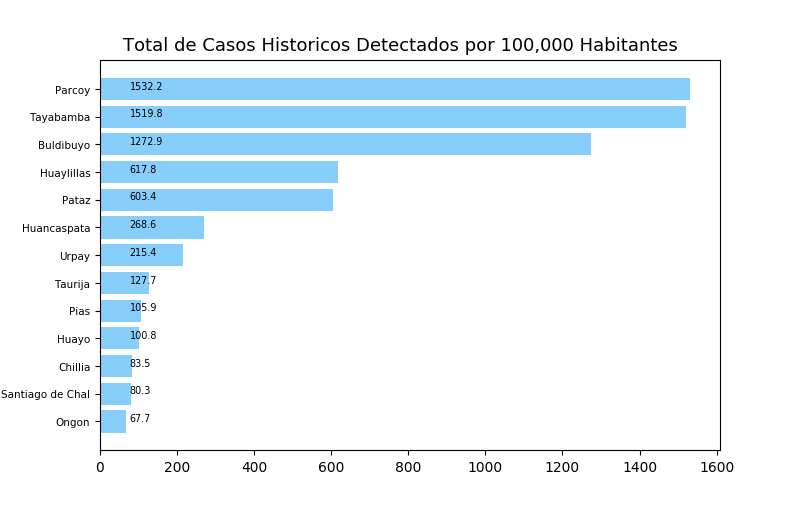 Total de Casos Historicos Detectados por 100,000 Habitantes
Parcoy 1532.2
Tayabamba 1519.8
Buldibuyo 1272.9
Huaylillas 617.8
Pataz 603.4
Huancaspata 268.6
Urpay 215.4
Taurija 127.7
Pias 105.9
Huayo 100.8
Chillia 83.5
Santiago de Chal 80.3
Ongon 67.7
0 200 400 600 800 1000 1200 1400 1600